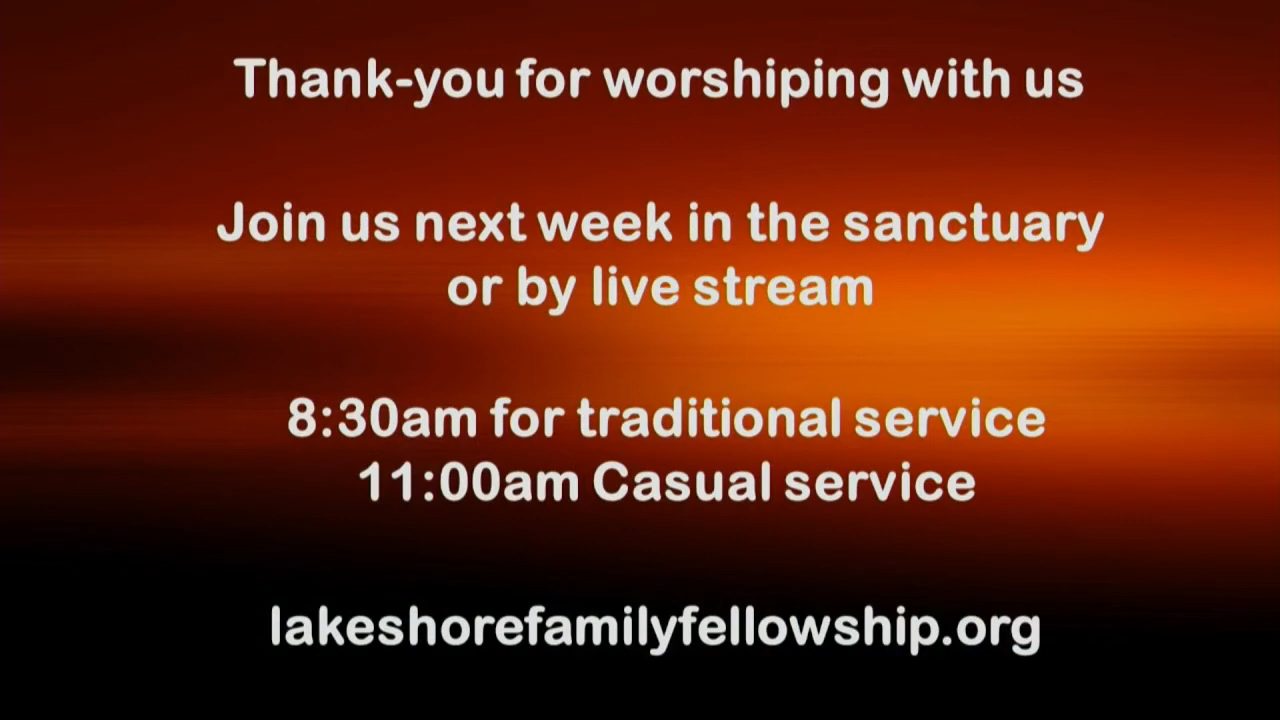 Thank-you for worshiping with us
Join us next week in the sanctuary
or by live stream
8:30am for traditional service
11:00am Casual service
lakeshorefamilyfellowship.org